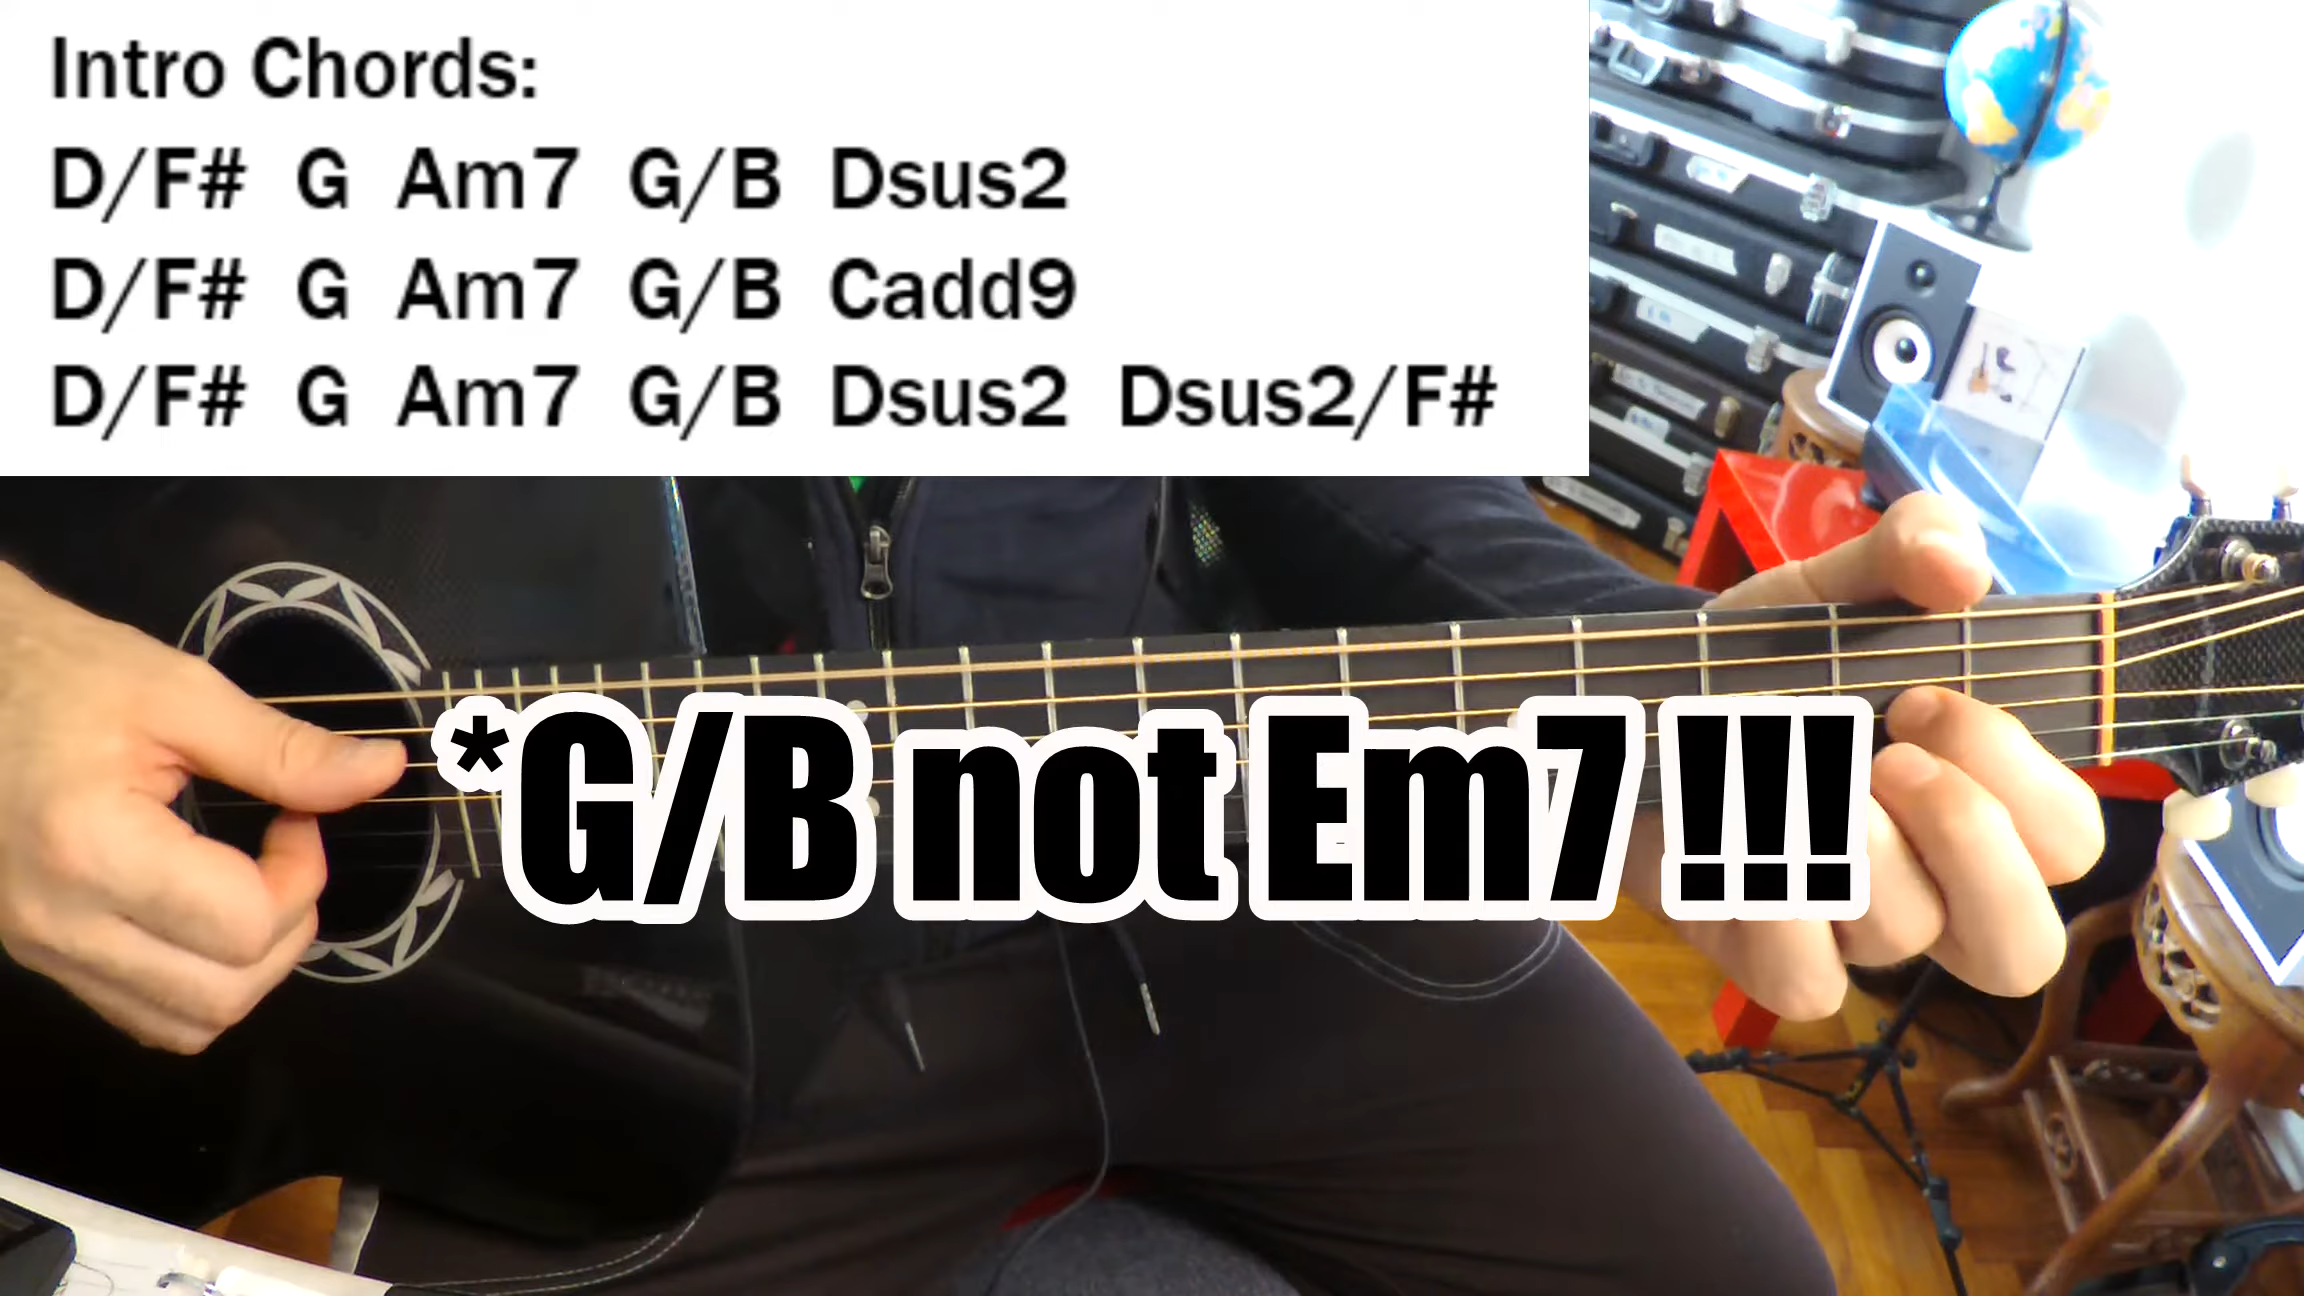 Intro Chords:
D/F# G Am7 G/B Dsus2
D/F# G Am7 G/B Cadd9
D/F# G Am7 G/B Dsus2 Dsus2/F#
*G/B not Em7 !!!